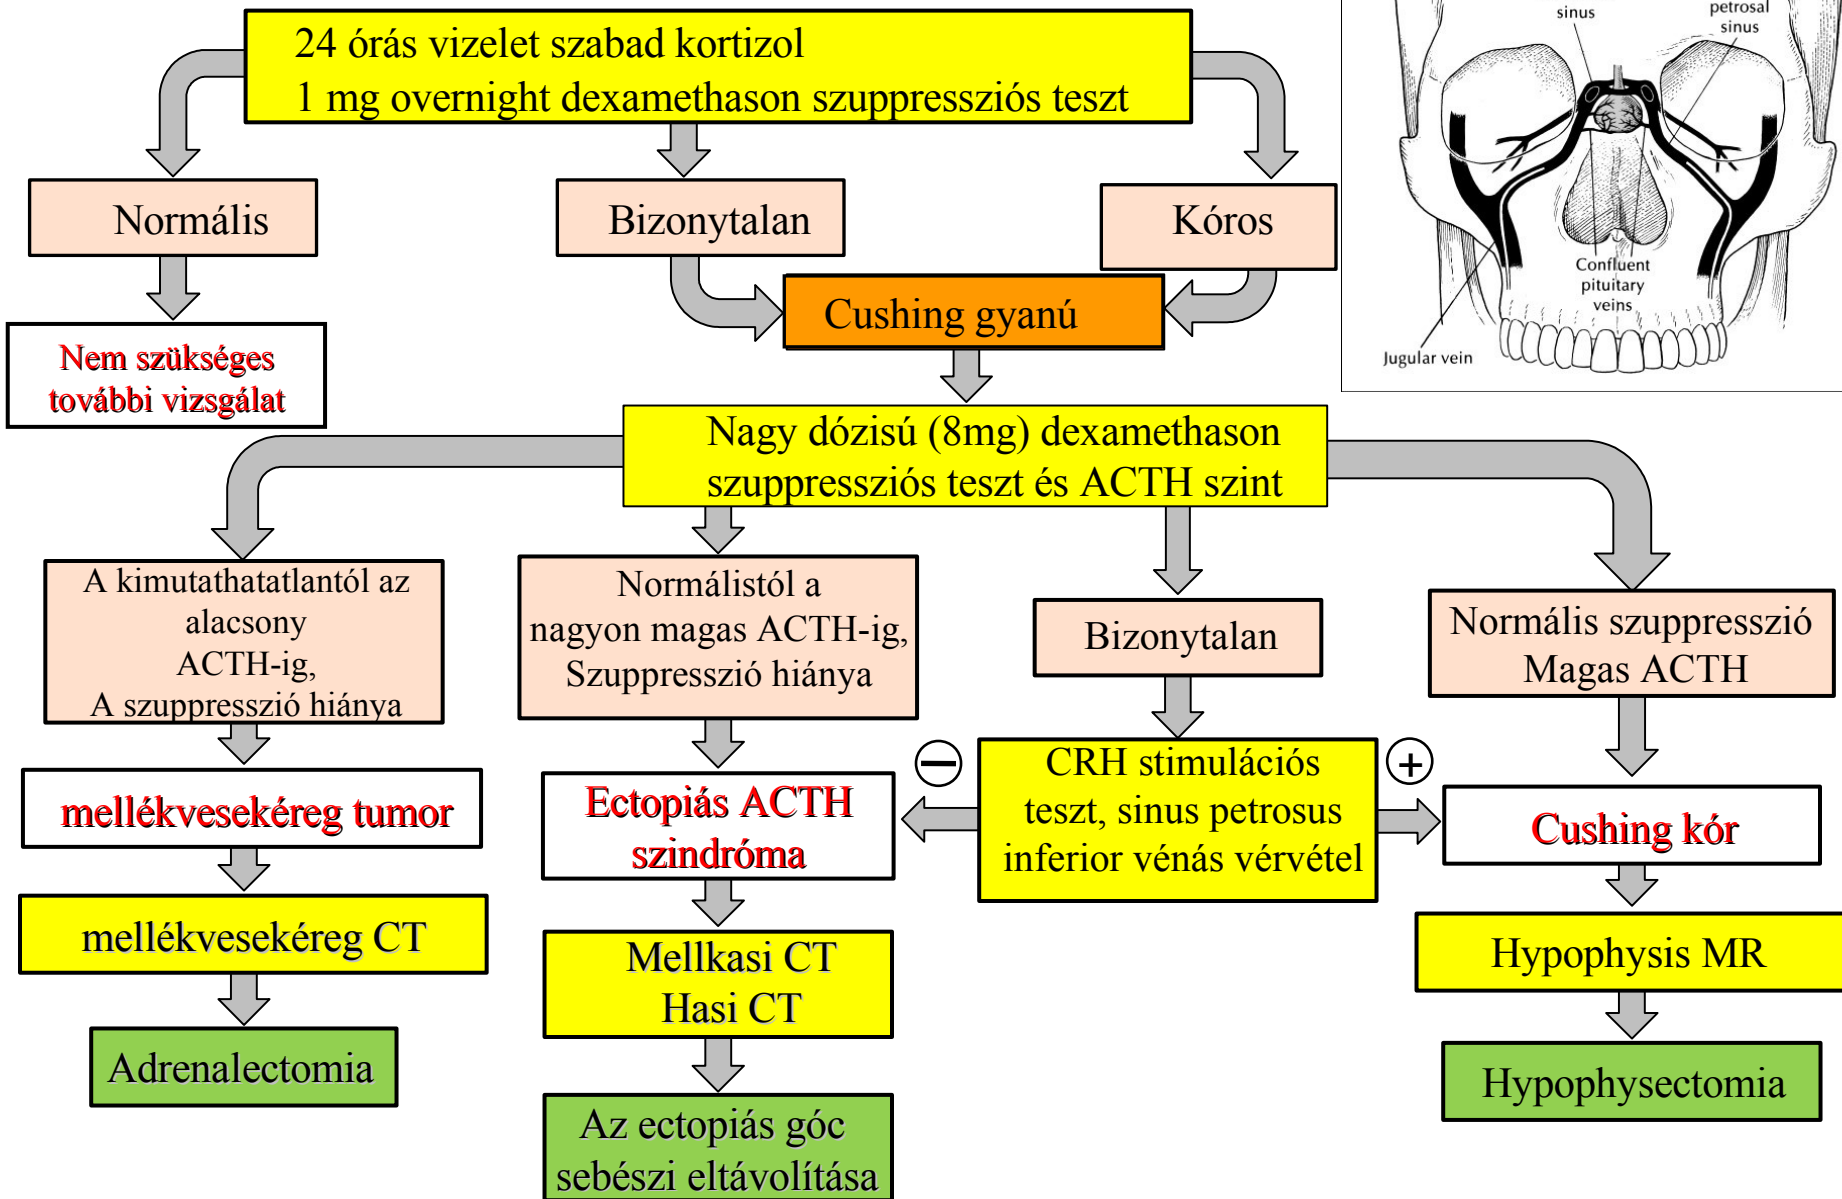 24 órás vizelet szabad kortizol
1 mg overnight dexamethason szuppressziós teszt
sinus
petrosal
sinus
Confluent
pituitary
veins
Jugular vein
Normális
Bizonytalan
Kóros
Cushing gyanú
Nem szükséges
további vizsgálat
Nagy dózisú (8mg) dexamethason
szuppressziós teszt és ACTH szint
A kimutathatatlantól az
alacsony
ACTH-ig,
A szuppresszió hiánya
Normálistól a
nagyon magas ACTH-ig,
Szuppresszió hiánya
Bizonytalan
Normális szuppresszió
Magas ACTH
mellékvesekéreg tumor
Ectopiás ACTH
szindróma
−
CRH stimulációs
teszt, sinus petrosus
inferior vénás vérvétel
+
Cushing kór
mellékvesekéreg CT
Mellkasi CT
Hasi CT
Hypophysis MR
Adrenalectomia
Az ectopiás góc
sebészi eltávolítása
Hypophysectomia